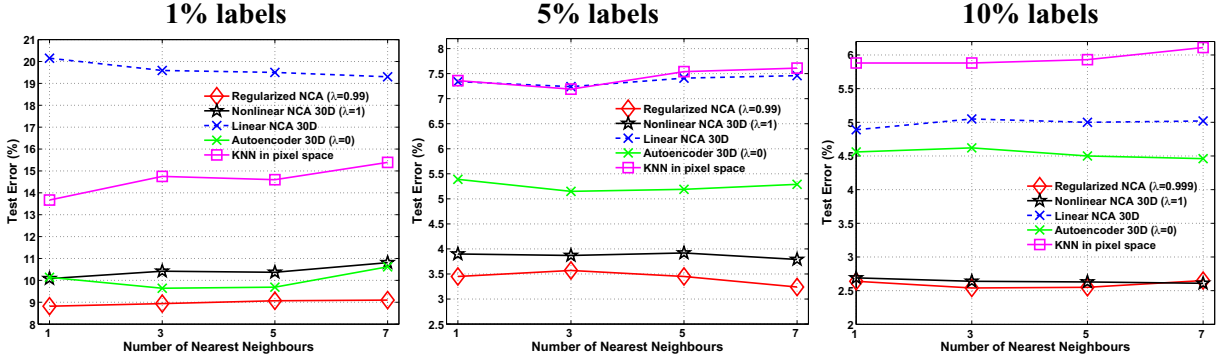 1% labels
21
20
19
18
17
16
15
14
13
12
11
10
9
8
Test Error (%)
Regularized NCA (λ=0.99)
Nonlinear NCA 30D (λ=1)
Linear NCA 30D
Autoencoder 30D (λ=0)
KNN in pixel space
1 3 5 7
Number of Nearest Neighbours
5% labels
8
7.5
7
6.5
6
5.5
5
4.5
4
3.5
3
2.5
Test Error (%)
Regularized NCA (λ=0.99)
Nonlinear NCA 30D (λ=1)
Linear NCA 30D
Autoencoder 30D (λ=0)
KNN in pixel space
1 3 5 7
Number of Nearest Neighbours
10% labels
6
5.5
5
4.5
4
3.5
3
2.5
2
Test Error (%)
Regularized NCA (λ=0.999)
Nonlinear NCA 30D (λ=1)
Linear NCA 30D
Autoencoder 30D (λ=0)
KNN in pixel space
1 3 5 7
Number of Nearest Neighbours